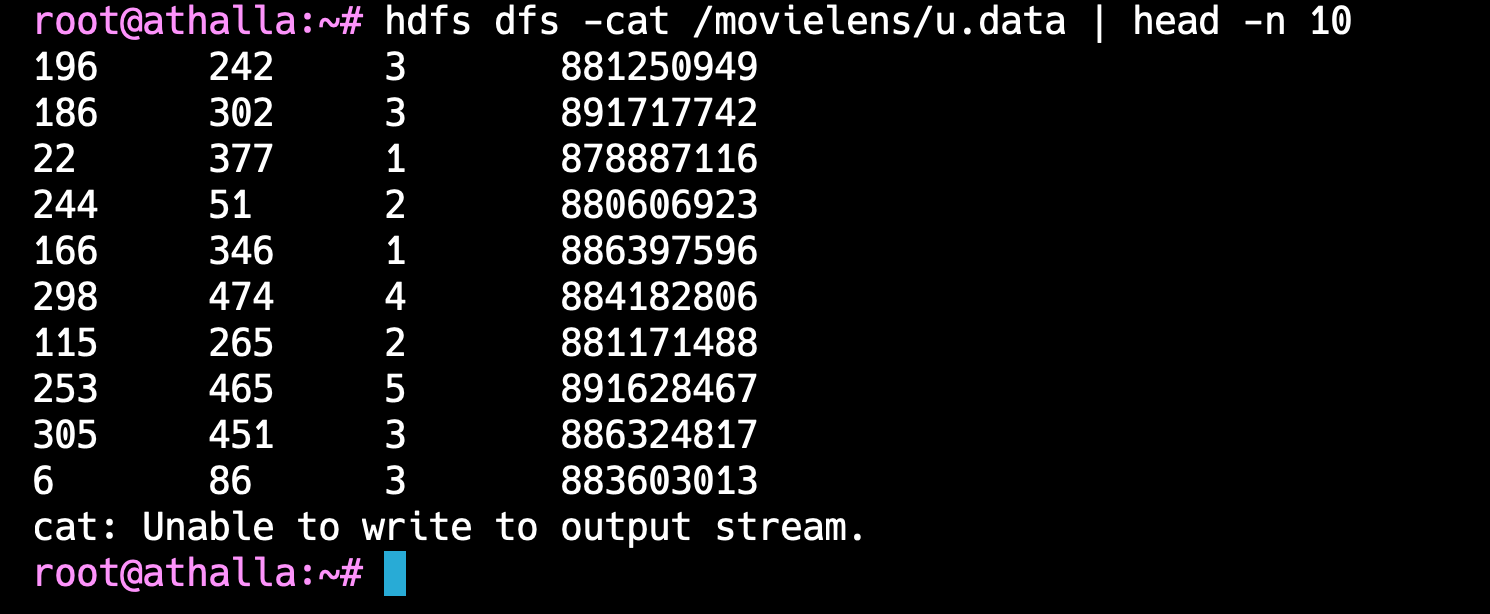 root@athalla:~# hdfs dfs -cat /movielens/u.data | head -n 10
196	242	3	881250949
186	302	3	891717742
22	377	1	878887116
244	51	2	880606923
166	346	1	886397596
298	474	4	884182806
115	265	2	881171488
253	465	5	891628467
305	451	3	886324817
6	86	3	883603013
cat: Unable to write to output stream.
root@athalla:~#